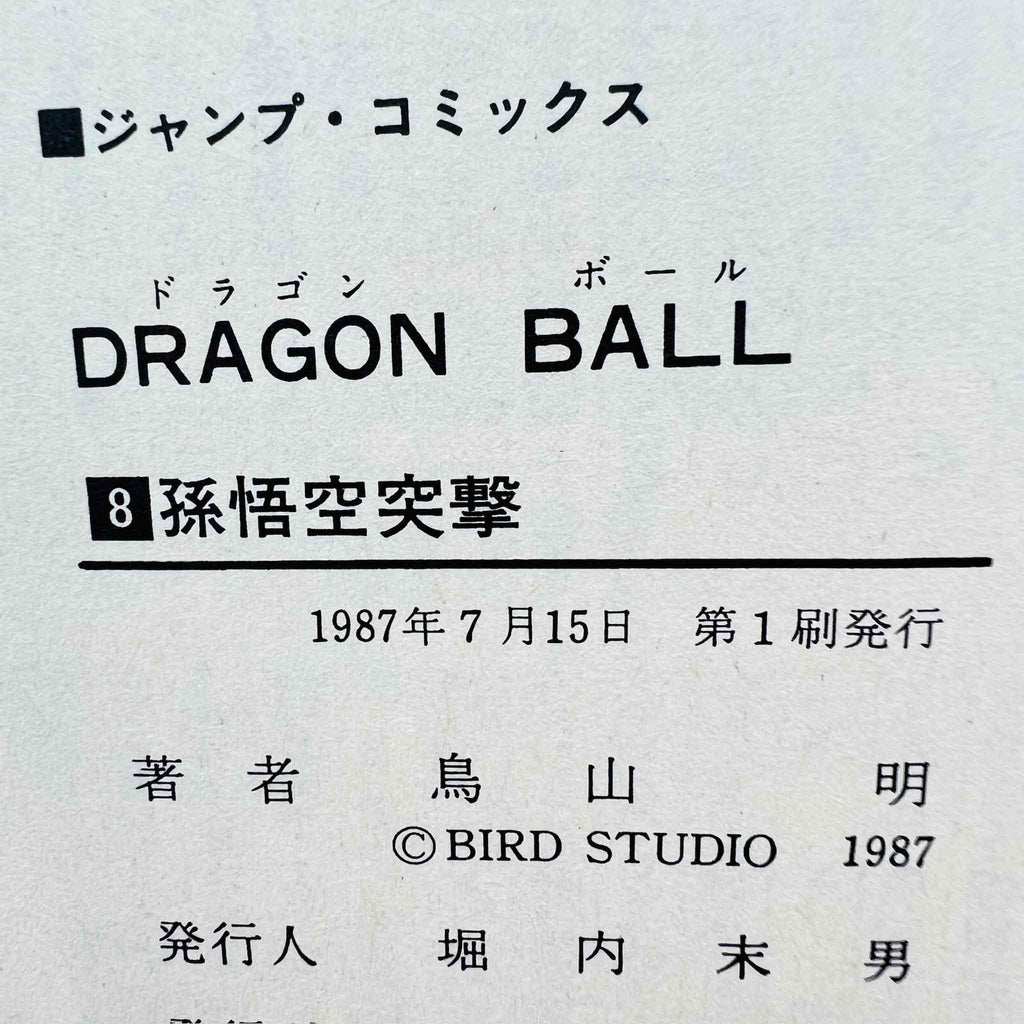 ■ジャンプ・コミックス
ドラゴン ボール
DRAGON BALL
8孫悟空突撃
1987年7月15日 第1刷発行
著者 鳥山 明
©BIRD STUDIO 1987
発行人 堀内末男